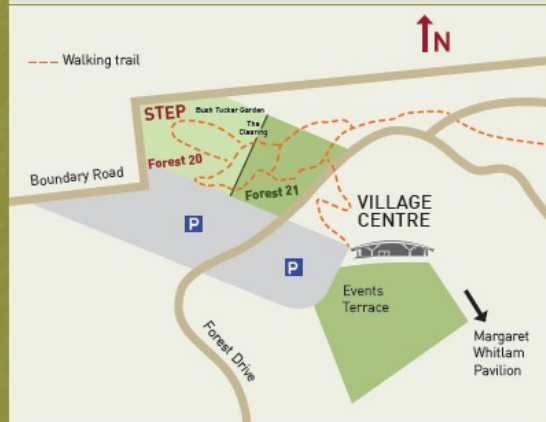 N
Walking trail
STEP
Bush Tucker Garden
The
Clearing
Forest 20
Boundary Road
Forest 21
VILLAGE
CENTRE
P
P
Events
Terrace
Forest Drive
Margaret
Whitlam
Pavilion